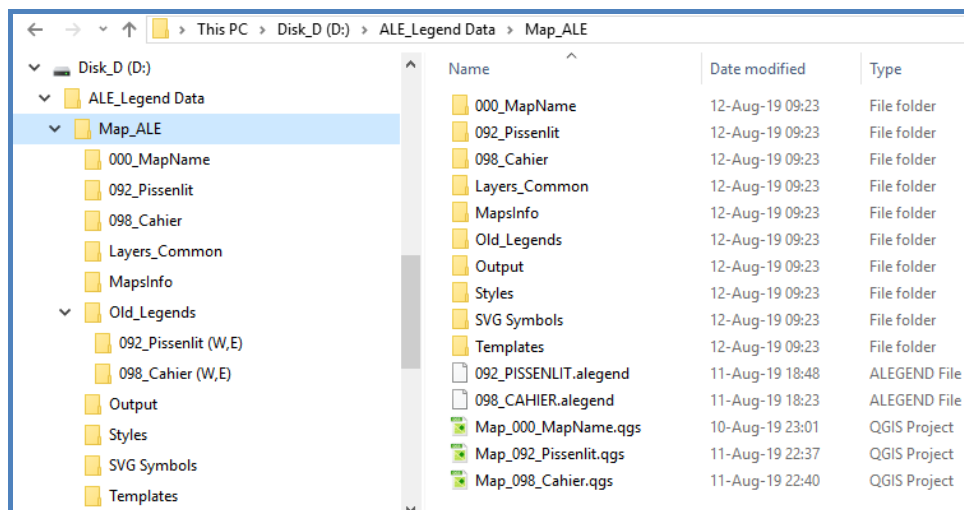 This PC > Disk_D (D:) > ALE_Legend Data > Map_ALE
Disk_D (D:)
ALE_Legend Data
Map_ALE
000_MapName
092_Pissenlit
098_Cahier
Layers_Common
MapsInfo
Old_Legends
092_Pissenlit (W,E)
098_Cahier (W,E)
Output
Styles
SVG Symbols
Templates
Name Date modified Type
000_MapName 12-Aug-19 09:23 File folder
092_Pissenlit 12-Aug-19 09:23 File folder
098_Cahier 12-Aug-19 09:23 File folder
Layers_Common 12-Aug-19 09:23 File folder
MapsInfo 12-Aug-19 09:23 File folder
Old_Legends 12-Aug-19 09:23 File folder
Output 12-Aug-19 09:23 File folder
Styles 12-Aug-19 09:23 File folder
SVG Symbols 12-Aug-19 09:23 File folder
Templates 12-Aug-19 09:23 File folder
092_PISSENLIT.alegend 11-Aug-19 18:48 ALEGEND File
098_CAHIER.alegend 11-Aug-19 18:23 ALEGEND File
Map_000_MapName.qgs 10-Aug-19 23:01 QGIS Project
Map_092_Pissenlit.qgs 11-Aug-19 22:37 QGIS Project
Map_098_Cahier.qgs 11-Aug-19 22:40 QGIS Project